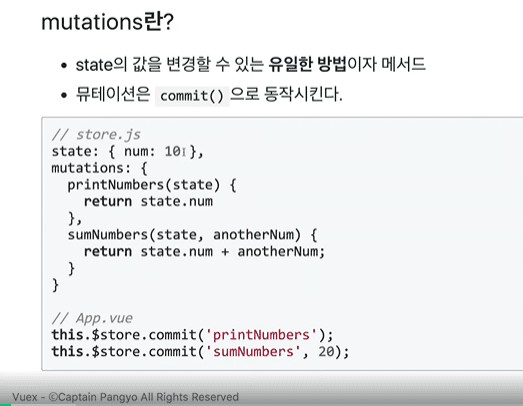 mutations란?
state의 값을 변경할 수 있는 유일한 방법이자 메서드
뮤테이션은 commit() 으로 동작시킨다.
// store.js
state: { num: 10 },
mutations: {
  printNumbers(state) {
    return state.num
  },
  sumNumbers(state, anotherNum) {
    return state.num + anotherNum;
  }
}
// App.vue
this.$store.commit('printNumbers');
this.$store.commit('sumNumbers', 20);
Vuex - ©Captain Pangyo All Rights Reserved